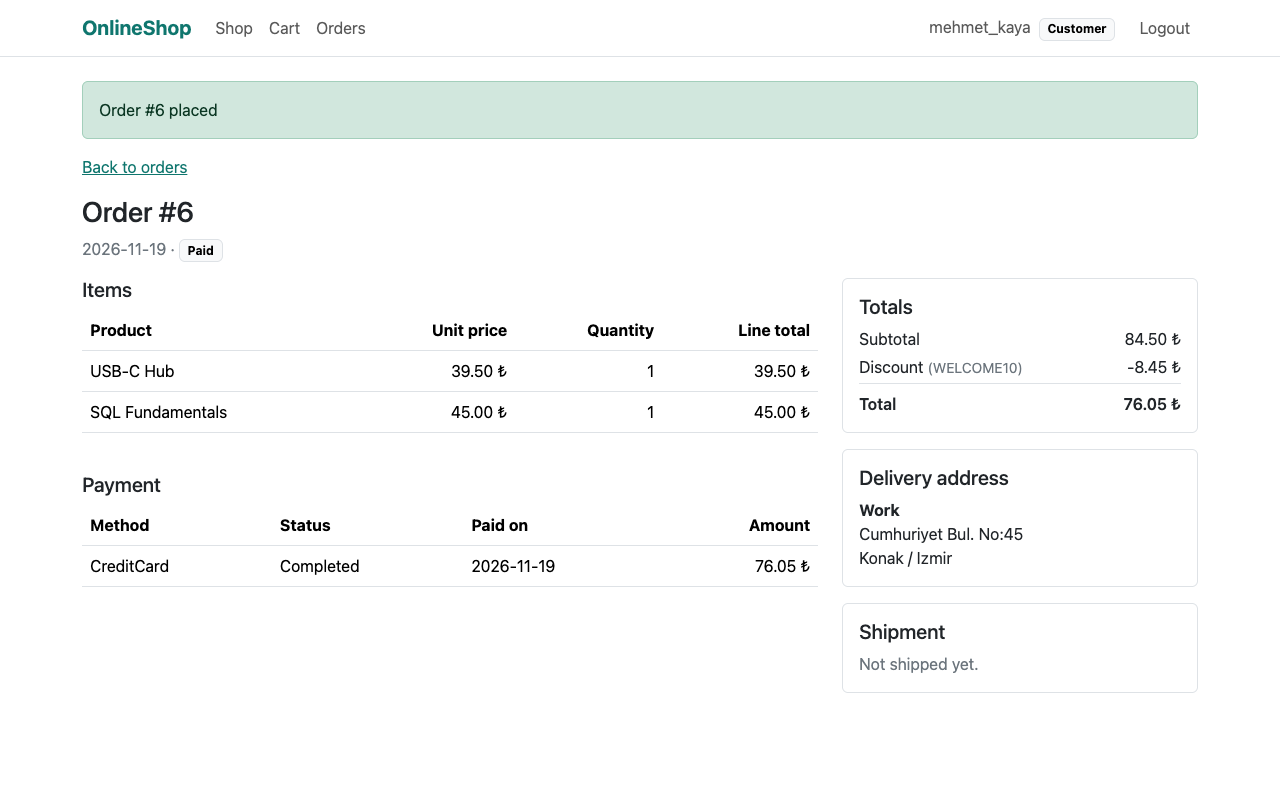 OnlineShop Shop Cart Orders mehmet_kaya Customer Logout
Order #6 placed
Back to orders
Order #6
2026-11-19 · Paid
Items
Product Unit price Quantity Line total
USB-C Hub 39.50 ₺ 1 39.50 ₺
SQL Fundamentals 45.00 ₺ 1 45.00 ₺
Payment
Method Status Paid on Amount
CreditCard Completed 2026-11-19 76.05 ₺
Totals
Subtotal 84.50 ₺
Discount (WELCOME10) -8.45 ₺
Total 76.05 ₺
Delivery address
Work
Cumhuriyet Bul. No:45
Konak / Izmir
Shipment
Not shipped yet.